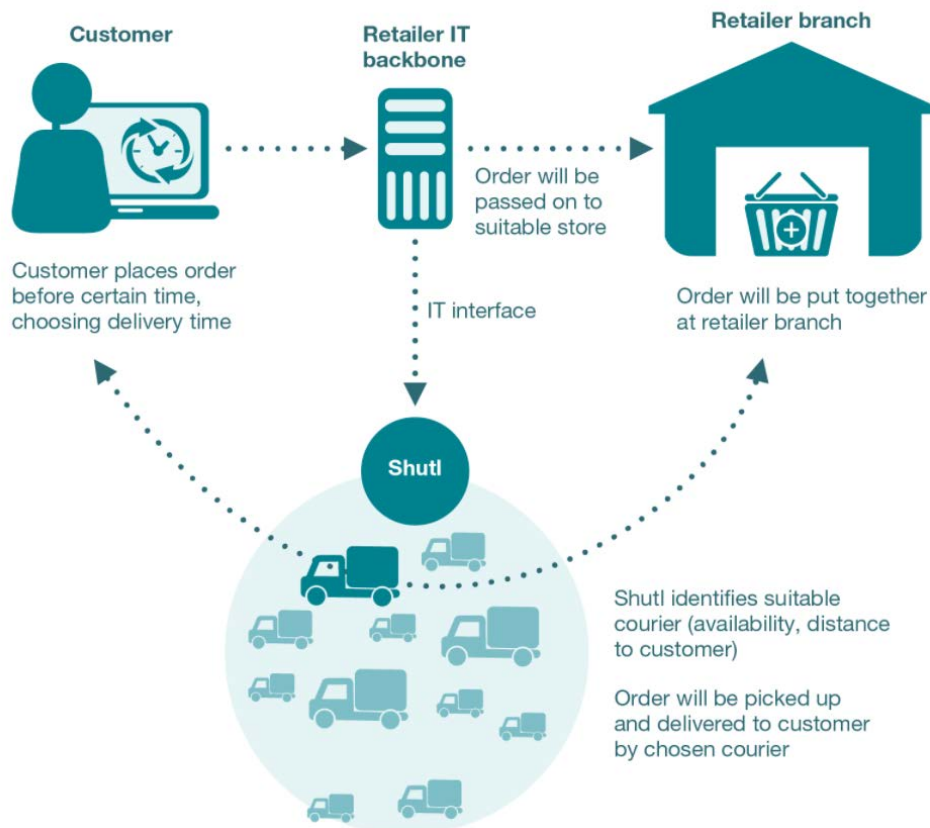 Customer
Retailer IT
backbone
Retailer branch
Order will be
passed on to
suitable store
Customer places order
before certain time,
choosing delivery time
IT interface
Order will be put together
at retailer branch
Shutl
Shutl identifies suitable
courier (availability, distance
to customer)
Order will be picked up
and delivered to customer
by chosen courier